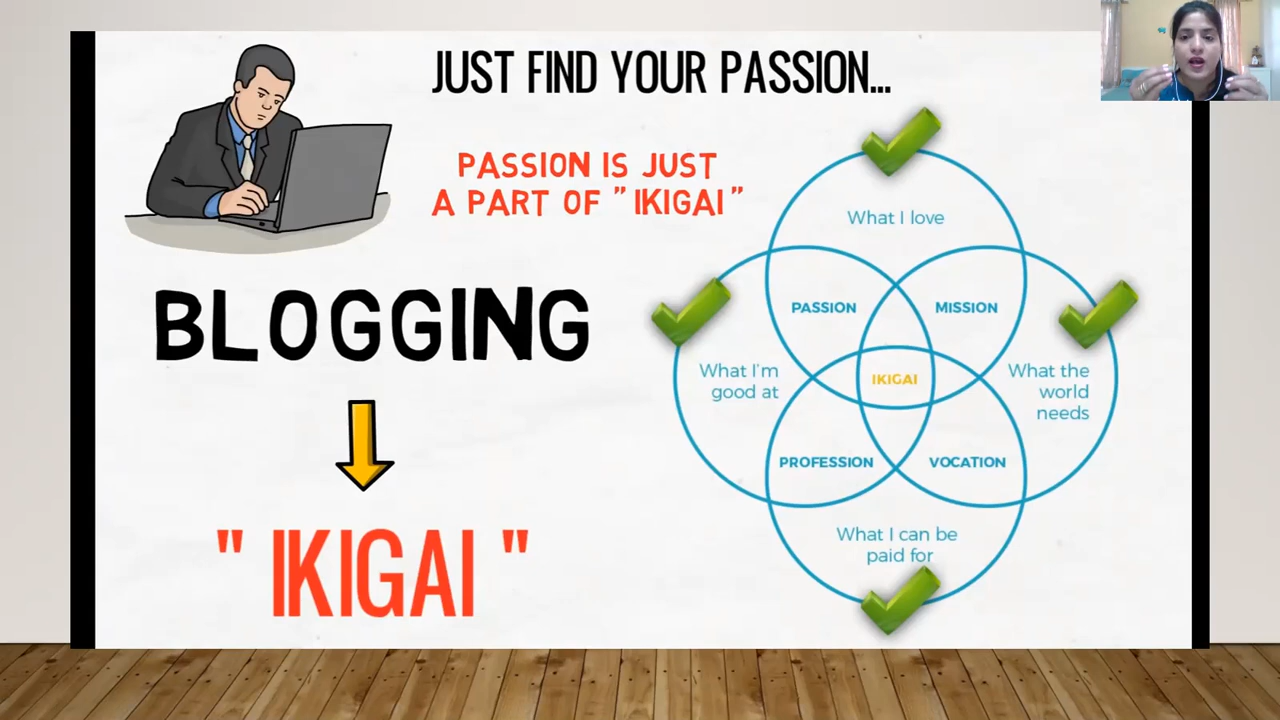 JUST FIND YOUR PASSION...
PASSION IS JUST
A PART OF "IKIGAI"
BLOGGING
" IKIGAI "
What I love
PASSION
MISSION
What I'm
good at
IKIGAI
What the
world
needs
PROFESSION
VOCATION
What I can be
paid for